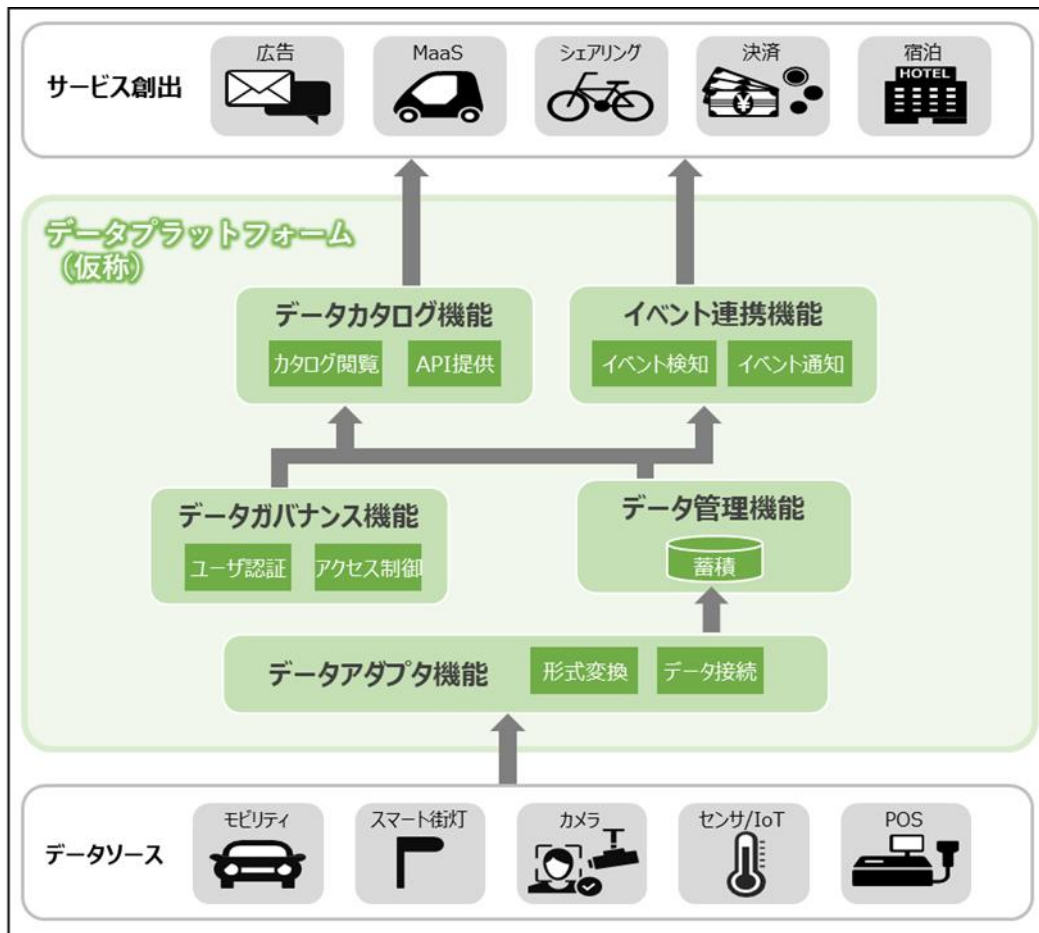 サービス創出
広告
MaaS
シェアリング
決済
宿泊
HOTEL
¥
データプラットフォーム
（仮称）
データカタログ機能
カタログ閲覧
API提供
イベント連携機能
イベント検知
イベント通知
データガバナンス機能
ユーザ認証
アクセス制御
データ管理機能
蓄積
データアダプタ機能
形式変換
データ接続
データソース
モビリティ
スマート街灯
カメラ
センサ/IoT
POS